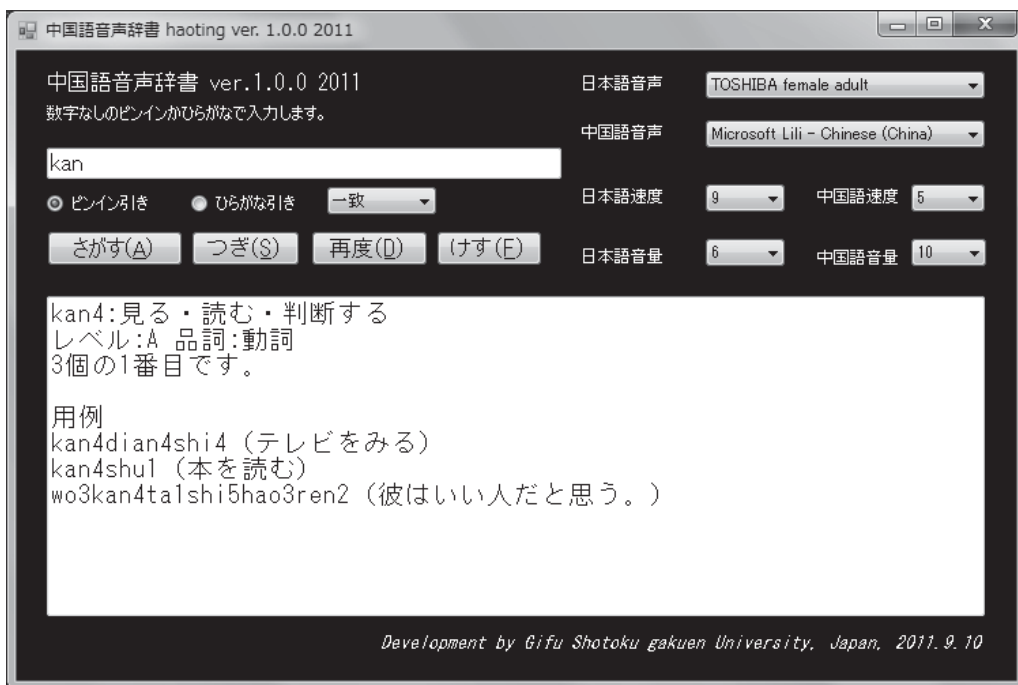 中国語音声辞書 haoting ver. 1.0.0 2011
中国語音声辞書 ver.1.0.0 2011
数字なしのピンインかひらがなで入力します。
kan
ピンイン引き ひらがな引き 一致
さがす(A) つぎ(S) 再度(D) けす(F)
日本語音声 TOSHIBA female adult
中国語音声 Microsoft Lili - Chinese (China)
日本語速度 9 中国語速度 5
日本語音量 6 中国語音量 10
kan4:見る・読む・判断する
レベル:A 品詞:動詞
3個の1番目です。
用例
kan4dian4shi4 (テレビをみる)
kan4shu1 (本を読む)
wo3kan4ta1shi5hao3ren2 (彼はいい人だと思う。)
Development by Gifu Shotoku gakuen University, Japan, 2011.9.10